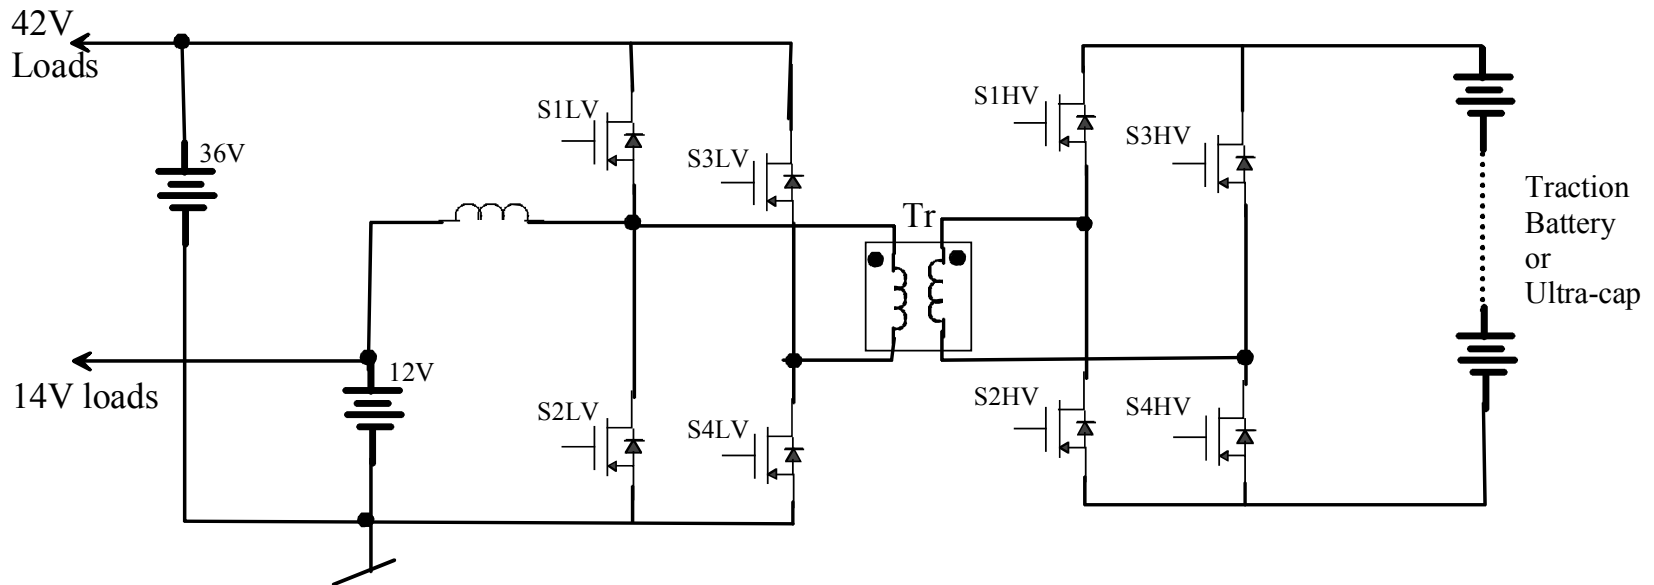 42V
Loads
36V
S1LV
S3LV
S1HV
S3HV
Tr
Traction
Battery
or
Ultra-cap
14V loads
12V
S2LV
S4LV
S2HV
S4HV